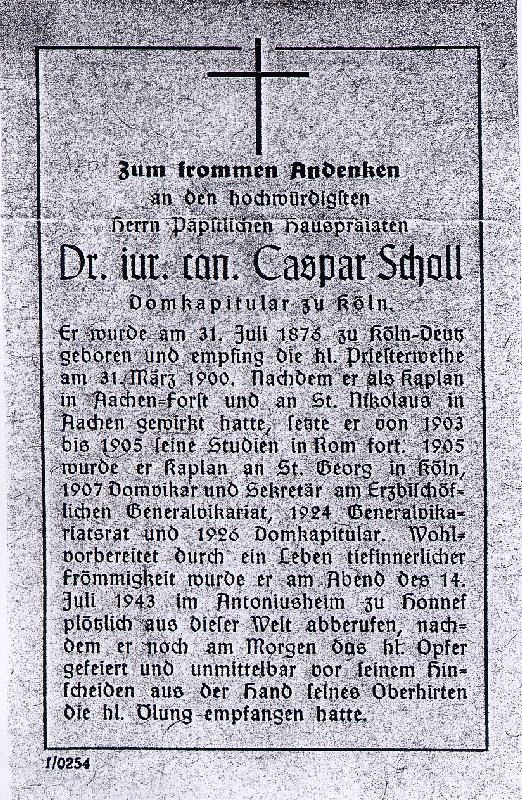 Zum frommen Andenken
an den hochwürdigsten
Herrn Päpstlichen Hausprälaten
Dr. iur. can. Caspar Scholl
Domkapitular zu Köln.
Er wurde am 31. Juli 1876 zu Köln-Deutz
geboren und empfing die hl. Priesterweihe
am 31. März 1900. Nachdem er als Kaplan
in Aachen-Forst und an St. Nikolaus in
Aachen gewirkt hatte, setzte er von 1903
bis 1905 seine Studien in Rom fort. 1905
wurde er Kaplan an St. Georg in Köln,
1907 Domvikar und Sekretär am Erzbischöf-
lichen Generalvikariat, 1924 Generalvika-
riatsrat und 1926 Domkapitular. Wohl-
vorbereitet durch ein Leben tiefinnerlicher
Frömmigkeit wurde er am Abend des 14.
Juli 1943 im Antoniusheim zu Honnef
plötzlich aus dieser Welt abberufen, nach-
dem er noch am Morgen das hl. Opfer
gefeiert und unmittelbar vor seinem Hin-
scheiden aus der Hand seines Oberhirten
die hl. Ölung empfangen hatte.
I/0254